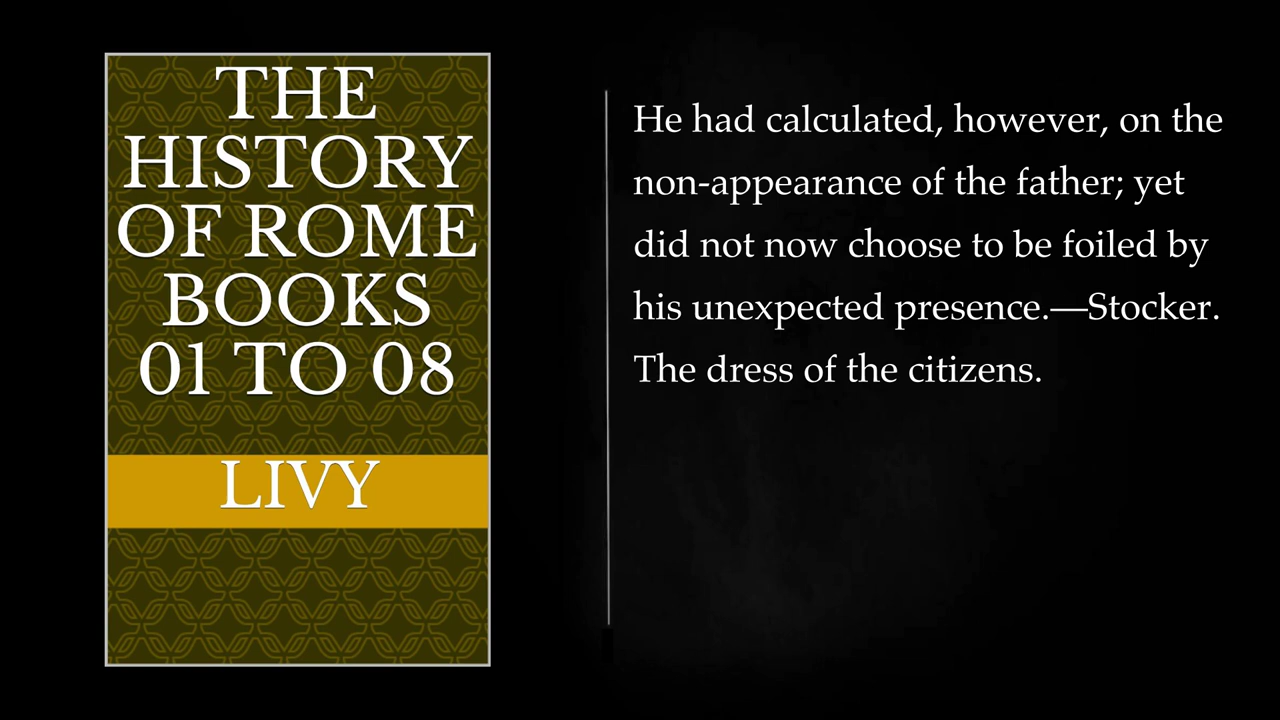 THE
HISTORY
OF ROME
BOOKS
01 TO 08
LIVY
He had calculated, however, on the
non-appearance of the father; yet
did not now choose to be foiled by
his unexpected presence.—Stocker.
The dress of the citizens.